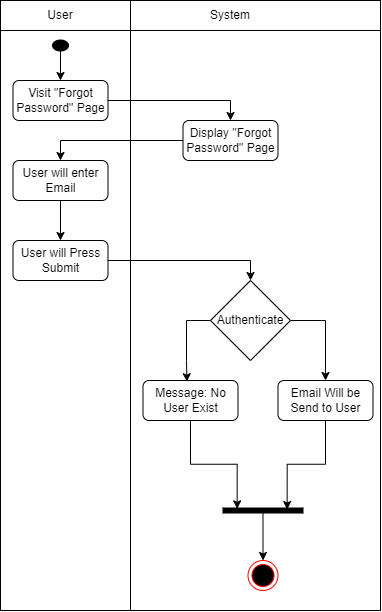 User
System
Visit "Forgot
Password" Page
Display "Forgot
Password" Page
User will enter
Email
User will Press
Submit
Authenticate
Message: No
User Exist
Email Will be
Send to User